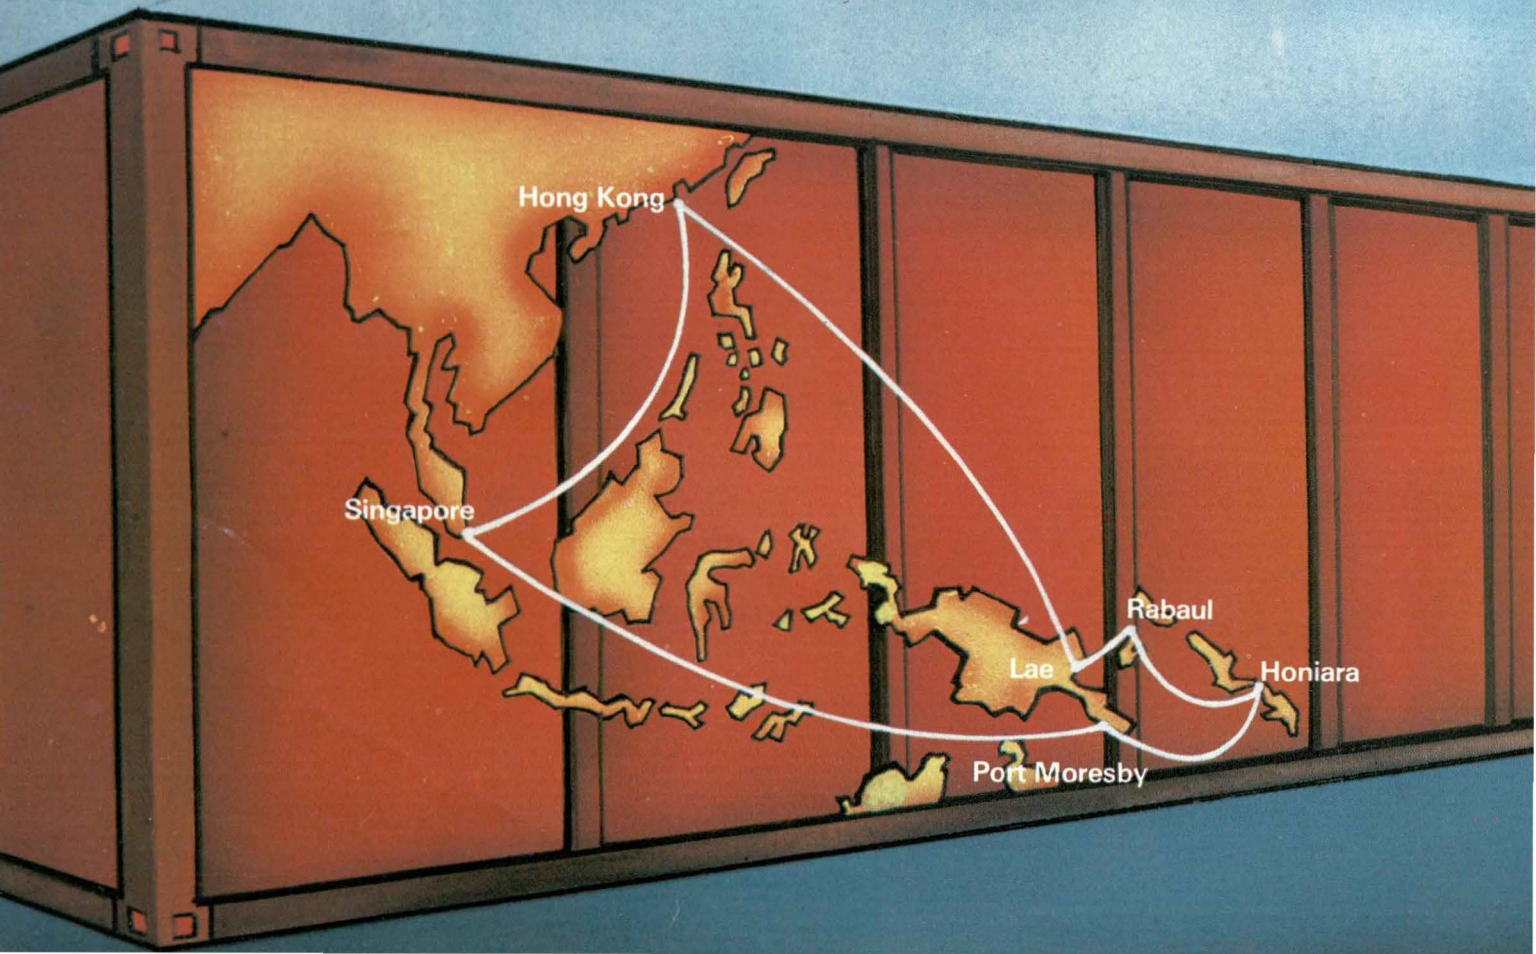 Hong Kong
Singapore
Rabaul
Lae
Honiara
Port Moresby